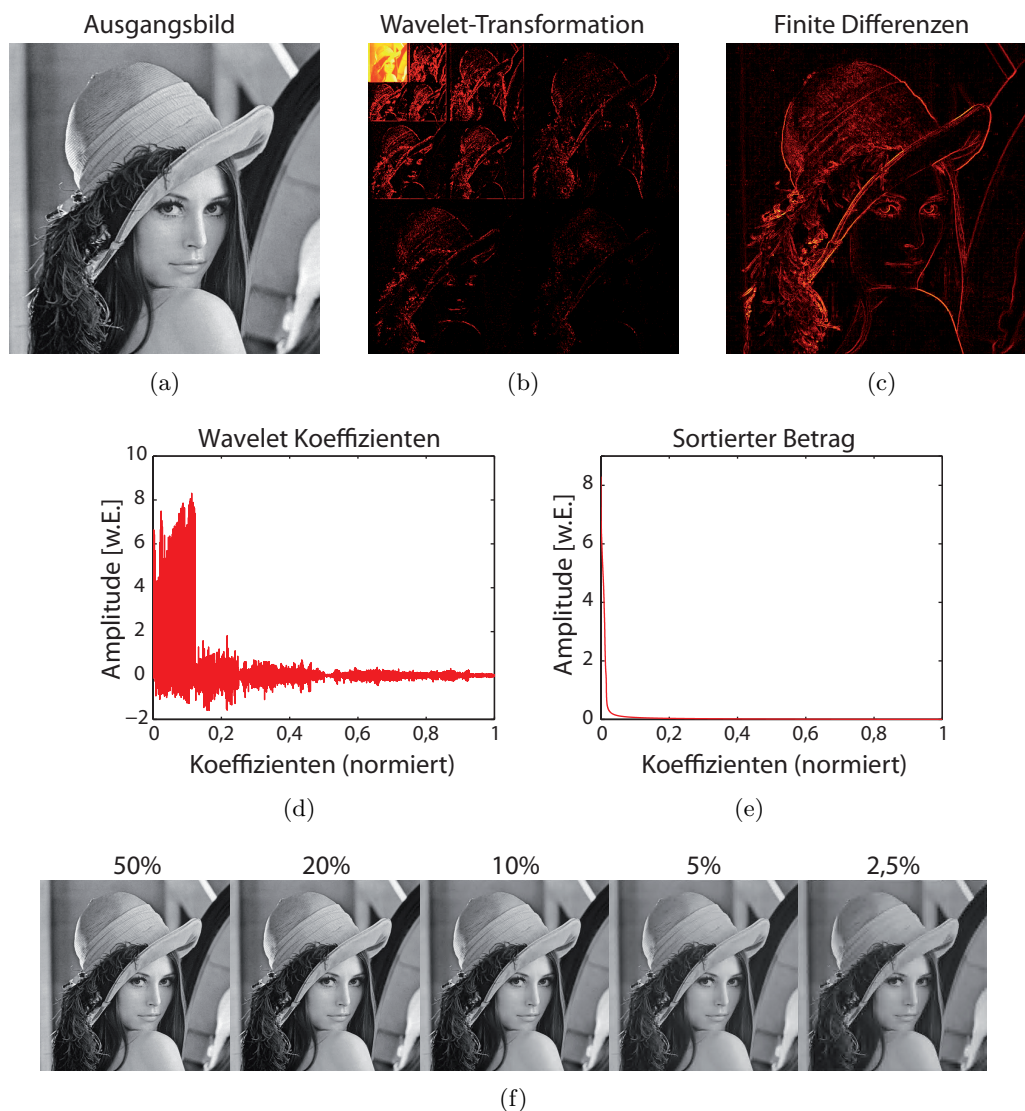 Ausgangsbild
Wavelet-Transformation
Finite Differenzen
(a)
(b)
(c)
Wavelet Koeffizienten
Amplitude [w.E.]
10
8
6
4
2
0
−2
0
0,2
0,4
0,6
0,8
1
Koeffizienten (normiert)
(d)
Sortierter Betrag
Amplitude [w.E.]
8
6
4
2
0
0
0,2
0,4
0,6
0,8
1
Koeffizienten (normiert)
(e)
50%
20%
10%
5%
2,5%
(f)